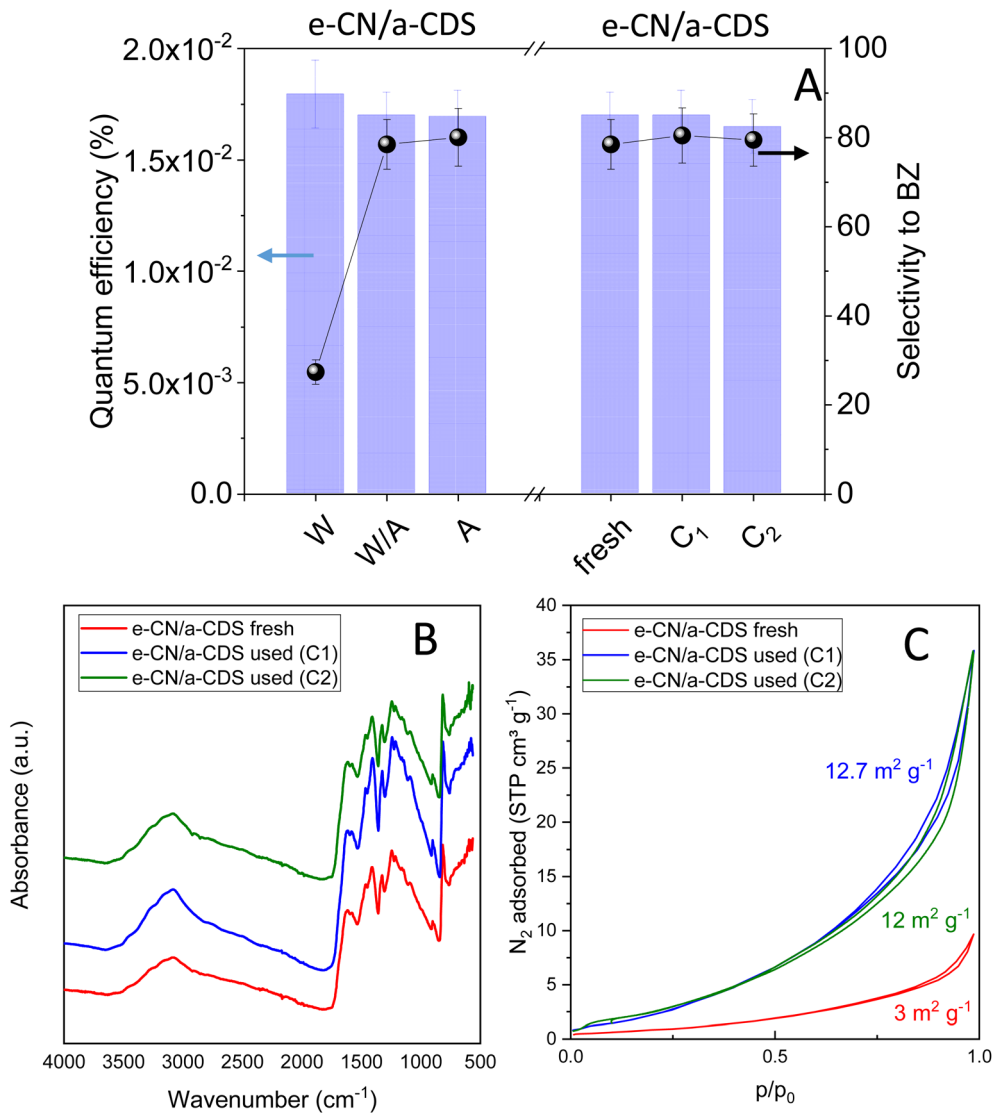 e-CN/a-CDS e-CN/a-CDS
A
Quantum efficiency (%)
2.0x10⁻²
1.5x10⁻²
1.0x10⁻²
5.0x10⁻³
0.0
100
80
60
40
20
0
Selectivity to BZ
W W/A A fresh C₁ C₂
B
e-CN/a-CDS fresh
e-CN/a-CDS used (C1)
e-CN/a-CDS used (C2)
Absorbance (a.u.)
4000 3500 3000 2500 2000 1500 1000 500
Wavenumber (cm⁻¹)
C
e-CN/a-CDS fresh
e-CN/a-CDS used (C1)
e-CN/a-CDS used (C2)
N₂ adsorbed (STP cm³ g⁻¹)
40
35
30
25
20
15
10
5
0
12.7 m² g⁻¹
12 m² g⁻¹
3 m² g⁻¹
0.0 0.5 1.0
p/p₀